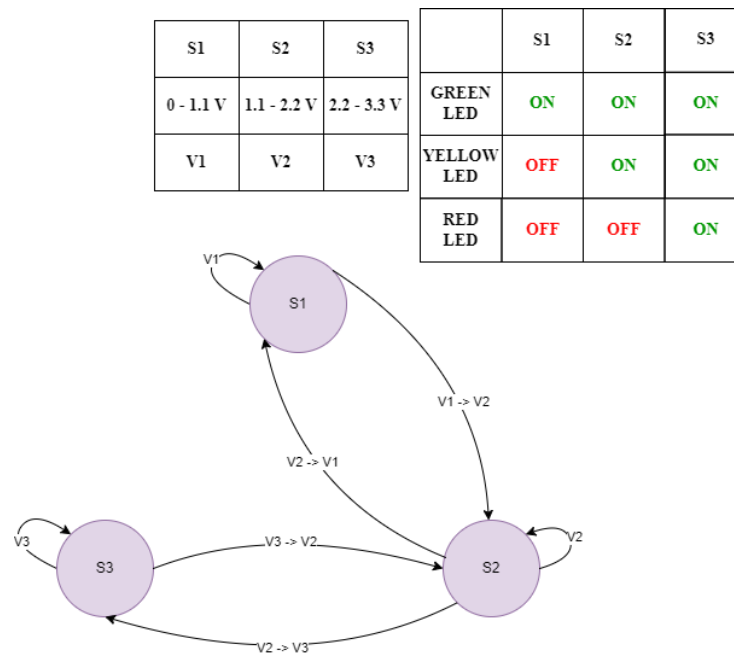 S1 S2 S3
0 - 1.1 V 1.1 - 2.2 V 2.2 - 3.3 V
V1 V2 V3
S1 S2 S3
GREEN
LED ON ON ON
YELLOW
LED OFF ON ON
RED
LED OFF OFF ON
V1
S1
V1 -> V2
V2 -> V1
V3
S3
V3 -> V2
S2
V2
V2 -> V3